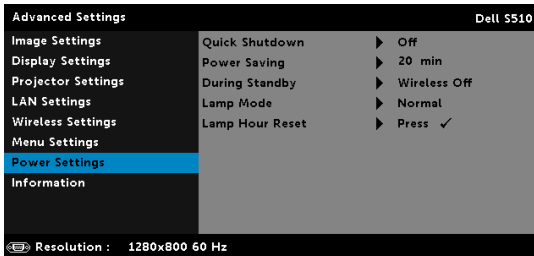 Advanced Settings Dell S510
Image Settings
Display Settings
Projector Settings
LAN Settings
Wireless Settings
Menu Settings
Power Settings
Information
Quick Shutdown Off
Power Saving 20 min
During Standby Wireless Off
Lamp Mode Normal
Lamp Hour Reset Press ✓
Resolution : 1280x800 60 Hz